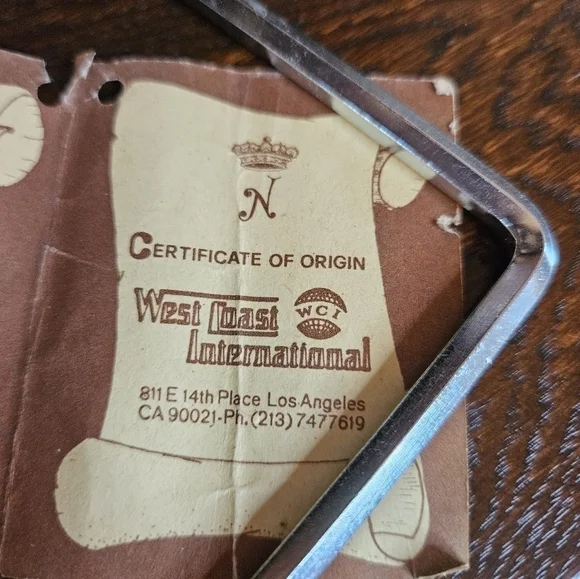 N
CERTIFICATE OF ORIGIN
West Coast
WCI
International
811 E 14th Place Los Angeles
CA 90021-Ph.(213)7477619